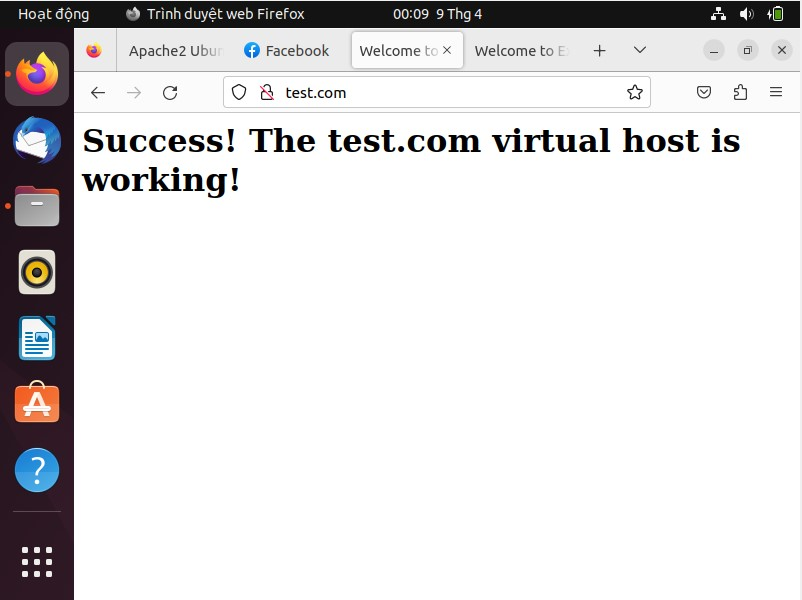 Hoạt động
Trình duyệt web Firefox
00:09 9 Thg 4
Apache2 Ubun
Facebook
Welcome to
Welcome to E
test.com
Success! The test.com virtual host is
working!